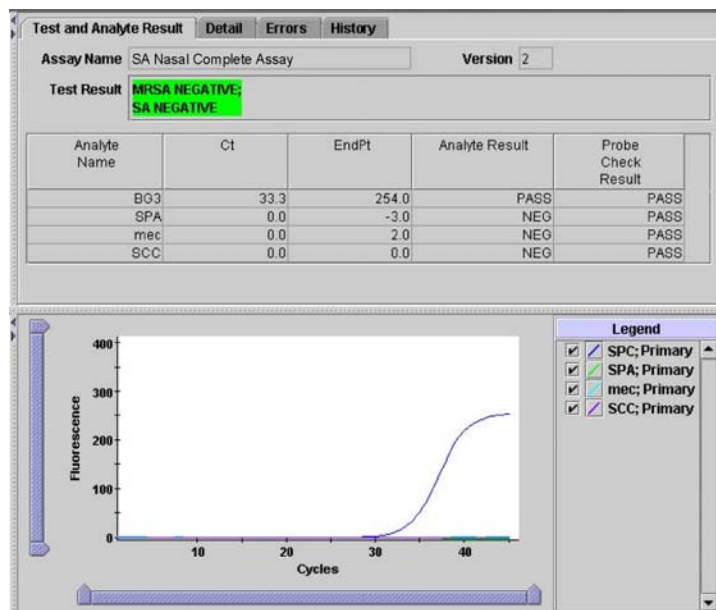 Test and Analyte Result Detail Errors History
Assay Name SA Nasal Complete Assay Version 2
Test Result MRSA NEGATIVE;
SA NEGATIVE
Analyte Name Ct EndPt Analyte Result Probe Check Result
BG3 33.3 254.0 PASS PASS
SPA 0.0 -3.0 NEG PASS
mec 0.0 2.0 NEG PASS
SCC 0.0 0.0 NEG PASS
Legend
SPC; Primary
SPA; Primary
mec; Primary
SCC; Primary
400
300
200
100
0
Fluorescence
10 20 30 40
Cycles